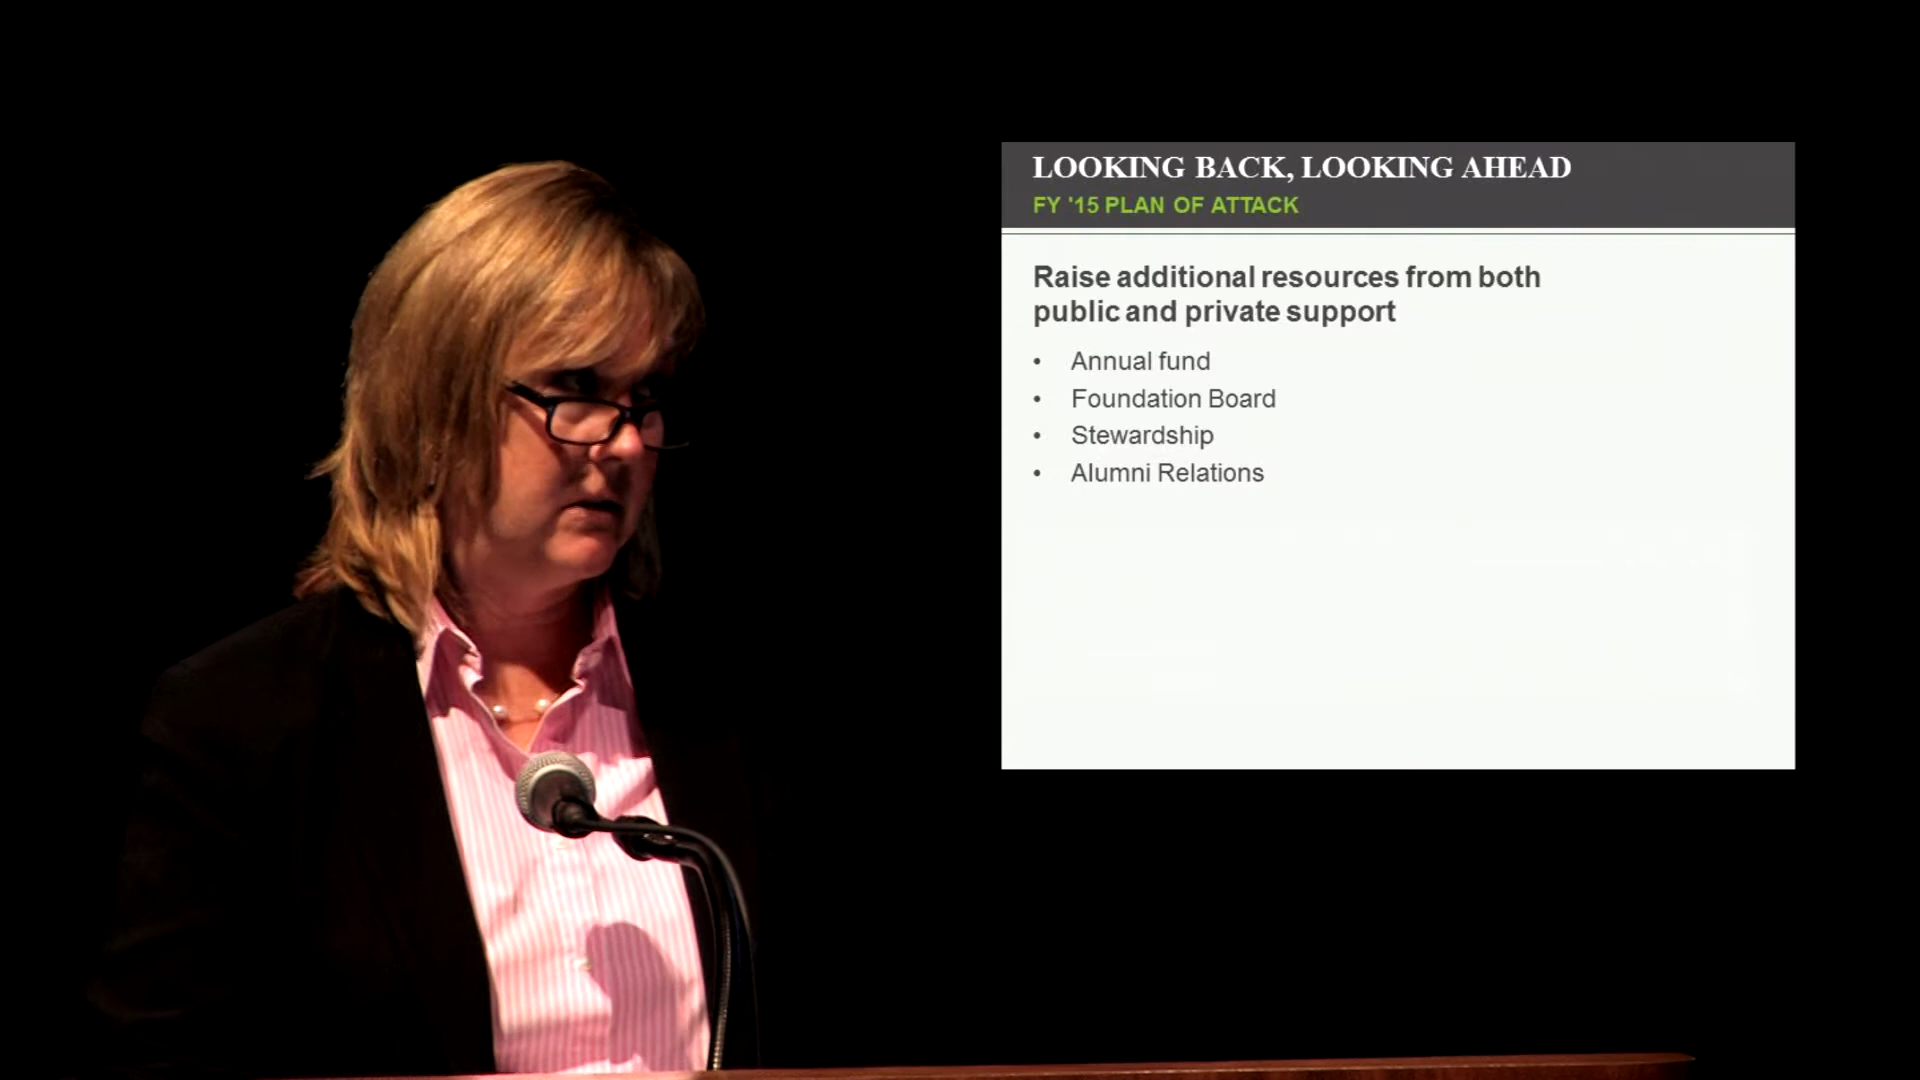 LOOKING BACK, LOOKING AHEAD
FY '15 PLAN OF ATTACK
Raise additional resources from both
public and private support
• Annual fund
• Foundation Board
• Stewardship
• Alumni Relations